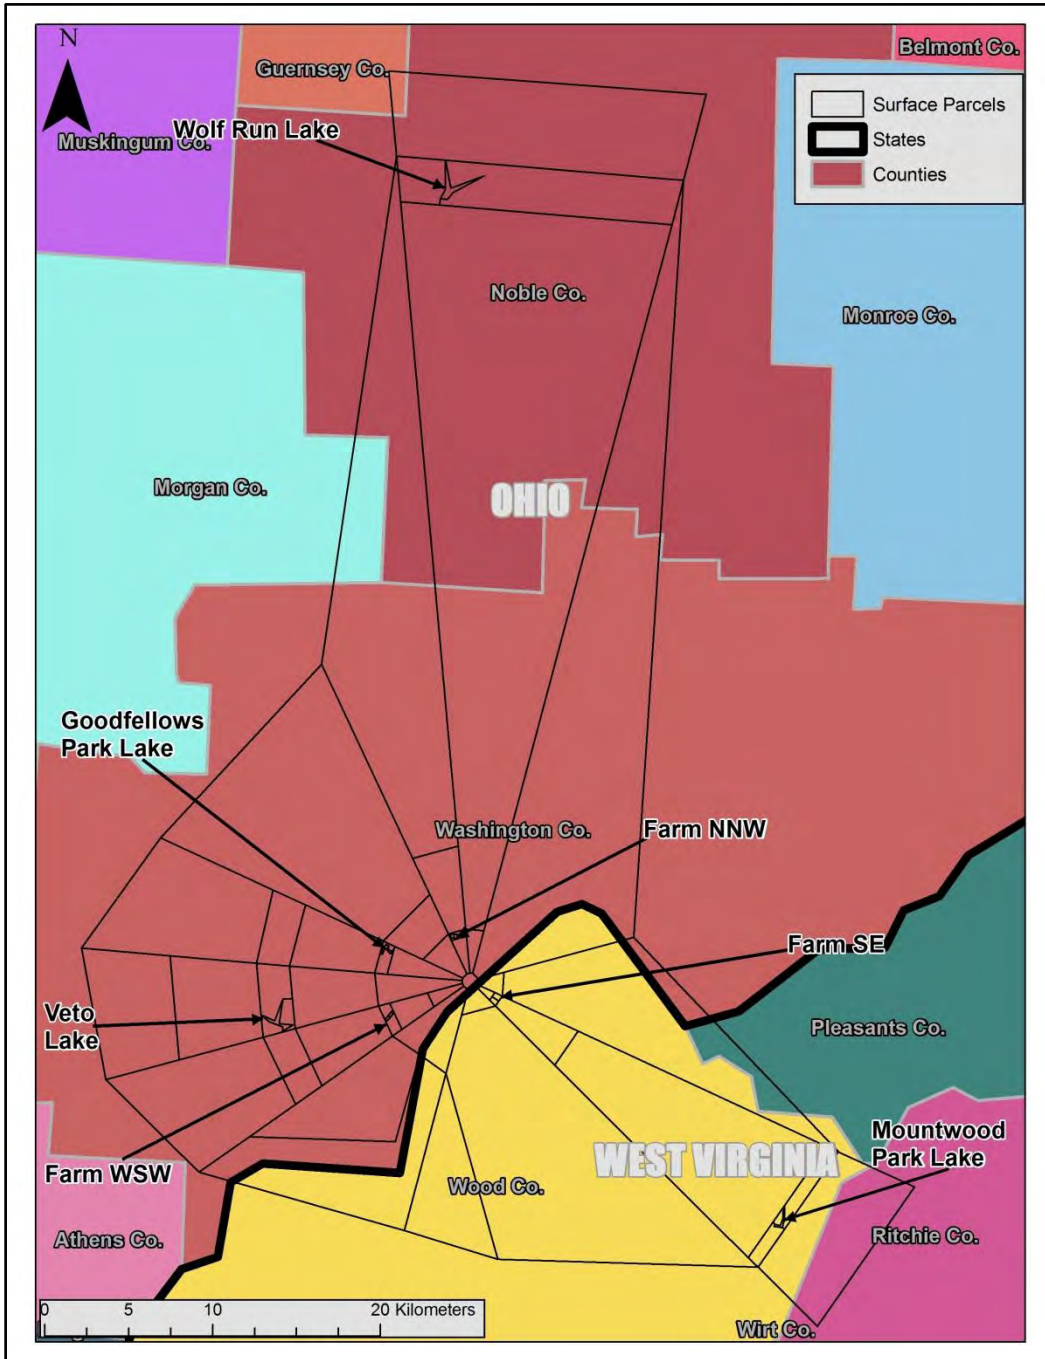 N
Guernsey Co.
Belmont Co.
Surface Parcels
States
Counties
Wolf Run Lake
Muskingum Co.
Noble Co.
Monroe Co.
Morgan Co.
OHIO
Goodfellows
Park Lake
Washington Co.
Farm NNW
Farm SE
Veto
Lake
Pleasants Co.
Mountwood
Park Lake
WEST VIRGINIA
Farm WSW
Wood Co.
Athens Co.
Ritchie Co.
0 5 10 20 Kilometers
Wirt Co.